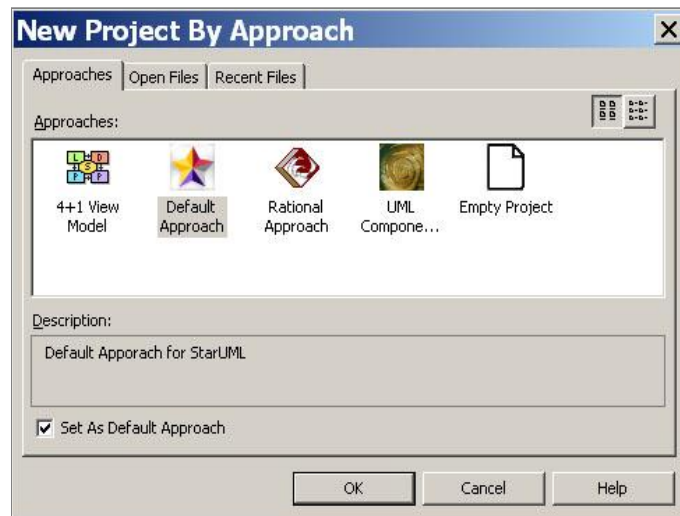 New Project By Approach
Approaches
Open Files
Recent Files
Approaches:
4+1 View
Model
Default
Approach
Rational
Approach
UML
Compone...
Empty Project
Description:
Default Apporach for StarUML
Set As Default Approach
OK
Cancel
Help